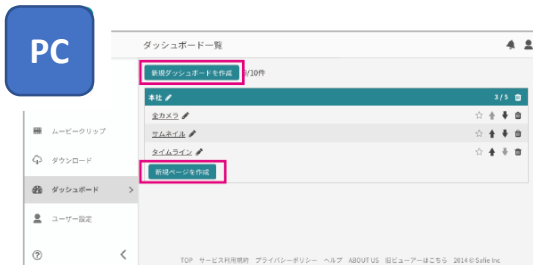 PC
ダッシュボード一覧
新規ダッシュボードを作成 /20件
本社 3/5
全カメラ
サムネイル
タイムライン
新規ページを作成
ムービークリップ
ダウンロード
ダッシュボード
ユーザー設定
TOP サービス利用規約 プライバシーポリシー ヘルプ ABOUT US 旧ビューアーはこちら 2014 © Safie Inc